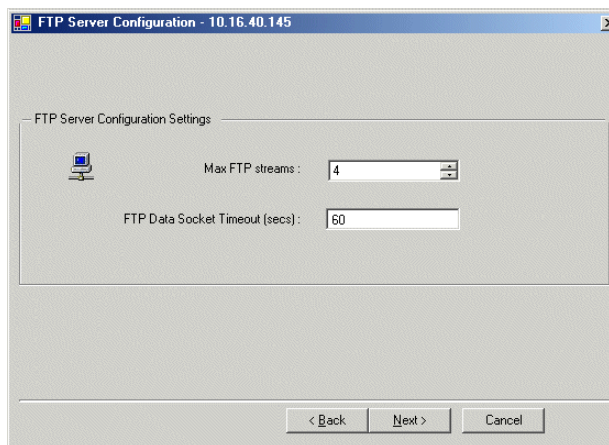 FTP Server Configuration - 10.16.40.145
FTP Server Configuration Settings
Max FTP streams : 4
FTP Data Socket Timeout (secs) : 60
< Back Next > Cancel